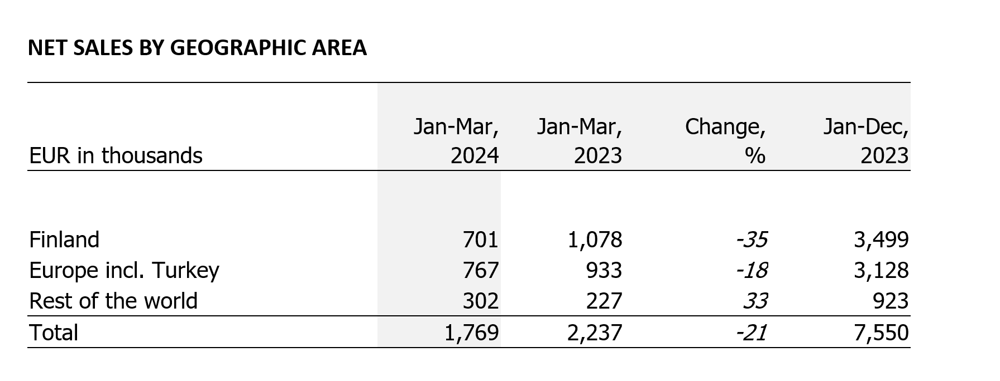 NET SALES BY GEOGRAPHIC AREA
Jan-Mar, Jan-Mar, Change, Jan-Dec,
EUR in thousands 2024 2023 % 2023
Finland 701 1,078 -35 3,499
Europe incl. Turkey 767 933 -18 3,128
Rest of the world 302 227 33 923
Total 1,769 2,237 -21 7,550